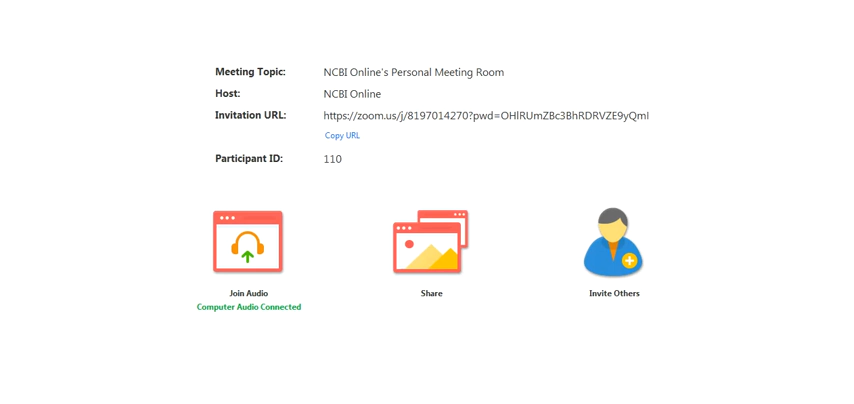 Meeting Topic: NCBI Online's Personal Meeting Room
Host: NCBI Online
Invitation URL: https://zoom.us/j/8197014270?pwd=OHlRUmZBc3BhRDRVZE9yQmI
Copy URL
Participant ID: 110
Join Audio Share Invite Others
Computer Audio Connected